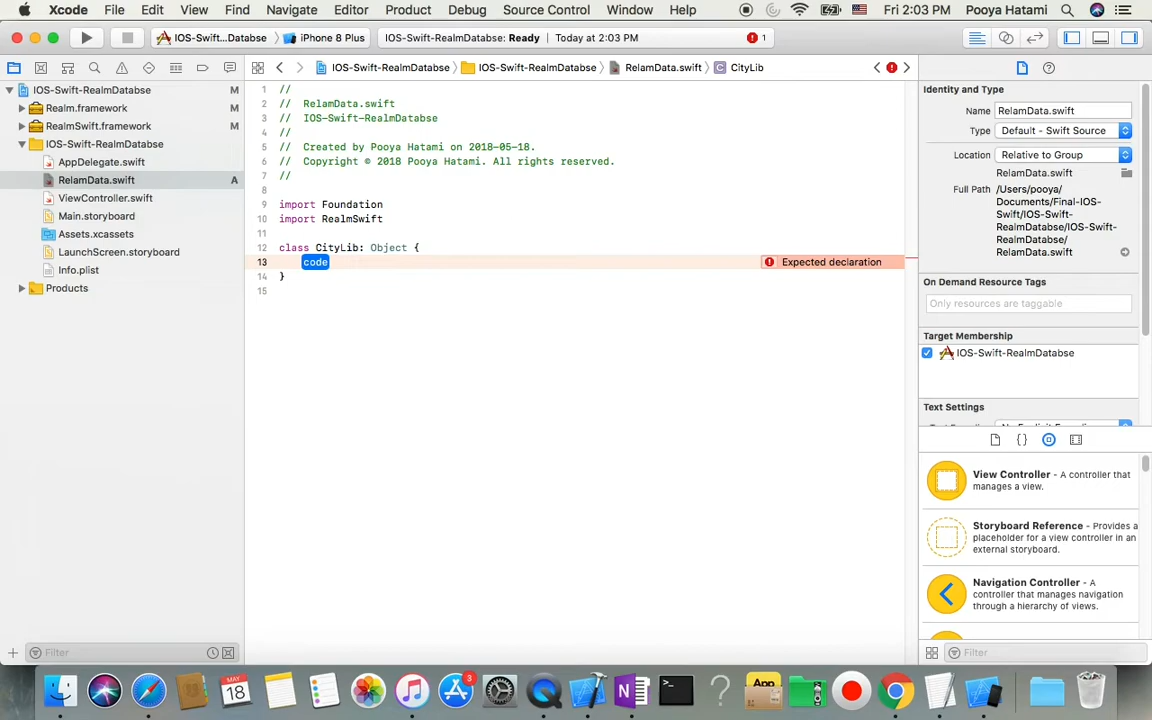 Xcode File Edit View Find Navigate Editor Product Debug Editor Source Control Window Help Fri 2:03 PM Pooya Hatami
IOS-Swift...Databse iPhone 8 Plus IOS-Swift-RealmDatabse: Ready Today at 2:03 PM 1
IOS-Swift-RealmDatabse IOS-Swift-RealmDatabse RelamData.swift CityLib
IOS-Swift-RealmDatabse M
Realm.framework M
RealmSwift.framework M
IOS-Swift-RealmDatabse
AppDelegate.swift
RelamData.swift A
ViewController.swift
Main.storyboard
Assets.xcassets
LaunchScreen.storyboard
Info.plist
Products
Filter
1 //
2 // RelamData.swift
3 // IOS-Swift-RealmDatabse
4 //
5 // Created by Pooya Hatami on 2018-05-18.
6 // Copyright © 2018 Pooya Hatami. All rights reserved.
7 //
8
9 import Foundation
10 import RealmSwift
11
12 class CityLib: Object {
13 code Expected declaration
14 }
15
Identity and Type
Name RelamData.swift
Type Default - Swift Source
Location Relative to Group
RelamData.swift
Full Path /Users/pooya/
Documents/Final-IOS-
Swift/IOS-Swift-
RealmDatabse/IOS-Swift-
RealmDatabse/
RelamData.swift
On Demand Resource Tags
Only resources are taggable
Target Membership
IOS-Swift-RealmDatabse
Text Settings
{}
View Controller - A controller that
manages a view.
Storyboard Reference - Provides a
placeholder for a view controller in an
external storyboard.
Navigation Controller - A
controller that manages navigation
through a hierarchy of views.
Filter
MAY
18
3
App